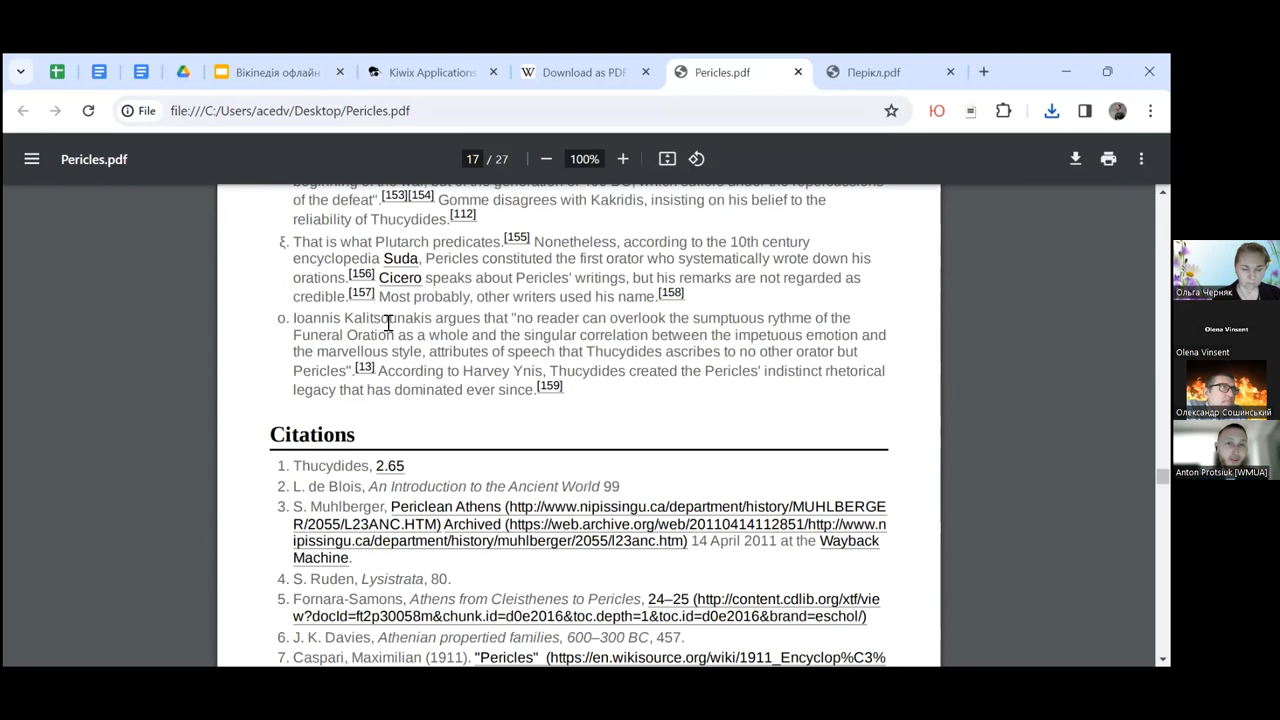 Вікіпедія офлайн
Kiwix Applications
Download as PDF
Pericles.pdf
Перікл.pdf
File
file:///C:/Users/acedv/Desktop/Pericles.pdf
Ю
Pericles.pdf
17 / 27
100%
of the defeat".[153][154] Gomme disagrees with Kakridis, insisting on his belief to the
reliability of Thucydides.[112]
ξ. That is what Plutarch predicates.[155] Nonetheless, according to the 10th century
encyclopedia Suda, Pericles constituted the first orator who systematically wrote down his
orations.[156] Cicero speaks about Pericles' writings, but his remarks are not regarded as
credible.[157] Most probably, other writers used his name.[158]
ο. Ioannis Kalitsounakis argues that "no reader can overlook the sumptuous rythme of the
Funeral Oration as a whole and the singular correlation between the impetuous emotion and
the marvellous style, attributes of speech that Thucydides ascribes to no other orator but
Pericles".[13] According to Harvey Ynis, Thucydides created the Pericles' indistinct rhetorical
legacy that has dominated ever since.[159]
Citations
1. Thucydides, 2.65
2. L. de Blois, An Introduction to the Ancient World 99
3. S. Muhlberger, Periclean Athens (http://www.nipissingu.ca/department/history/MUHLBERGE
R/2055/L23ANC.HTM) Archived (https://web.archive.org/web/20110414112851/http://www.n
ipissingu.ca/department/history/muhlberger/2055/l23anc.htm) 14 April 2011 at the Wayback
Machine.
4. S. Ruden, Lysistrata, 80.
5. Fornara-Samons, Athens from Cleisthenes to Pericles, 24–25 (http://content.cdlib.org/xtf/vie
w?docId=ft2p30058m&chunk.id=d0e2016&toc.depth=1&toc.id=d0e2016&brand=eschol/)
6. J. K. Davies, Athenian propertied families, 600–300 BC, 457.
7. Caspari, Maximilian (1911). "Pericles" (https://en.wikisource.org/wiki/1911_Encyclop%C3%
Ольга Черняк
Olena Vinsent
Olena Vinsent
Олександр Сошинський
Anton Protsiuk [WMUA]